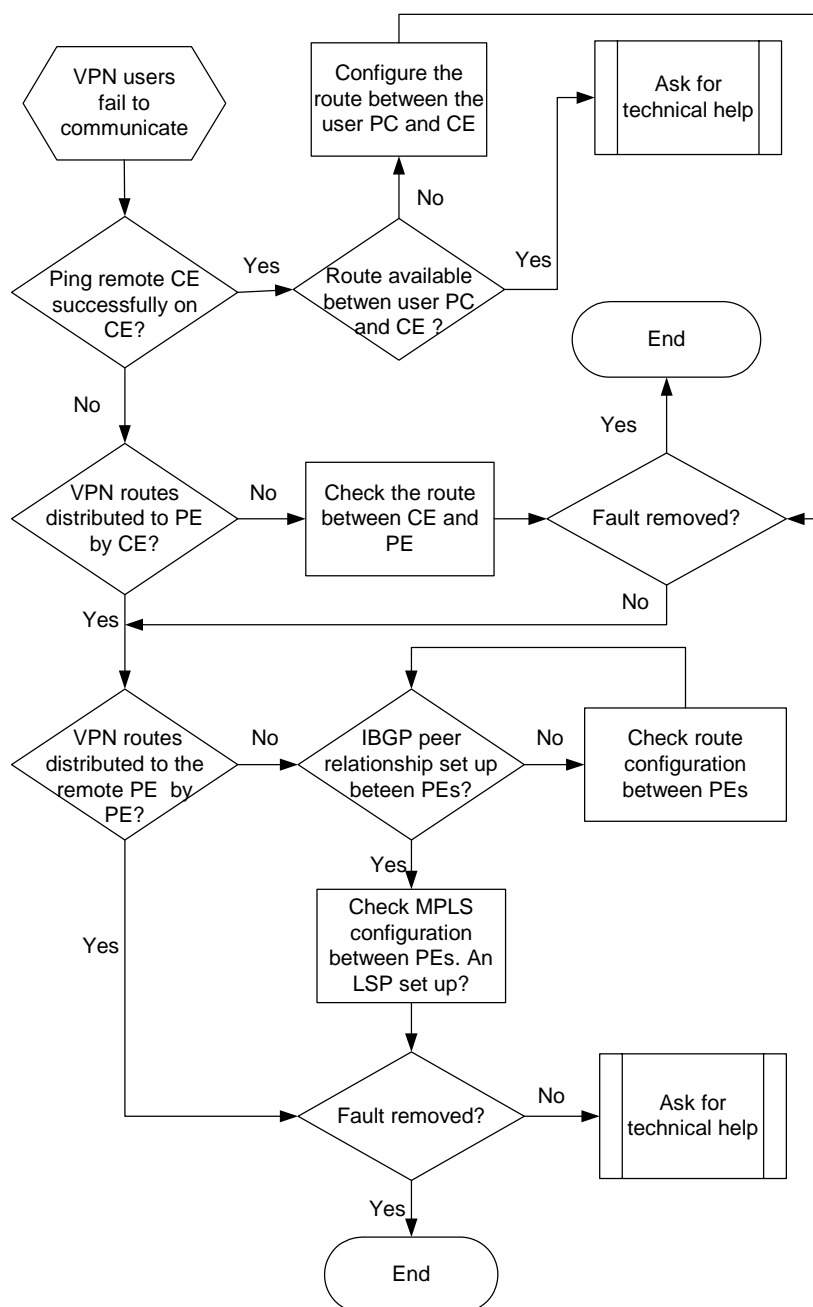 VPN users
fail to
communicate
Configure the
route between the
user PC and CE
Ask for
technical help
No
Ping remote CE
successfully on
CE?
Yes
Route available
betwen user PC
and CE ?
Yes
End
No
Yes
VPN routes
distributed to PE
by CE?
No
Check the route
between CE and
PE
Fault removed?
Yes
No
VPN routes
distributed to the
remote PE by
PE?
No
IBGP peer
relationship set up
beteen PEs?
No
Check route
configuration
between PEs
Yes
Yes
Check MPLS
configuration
between PEs. An
LSP set up?
Fault removed?
No
Ask for
technical help
Yes
End